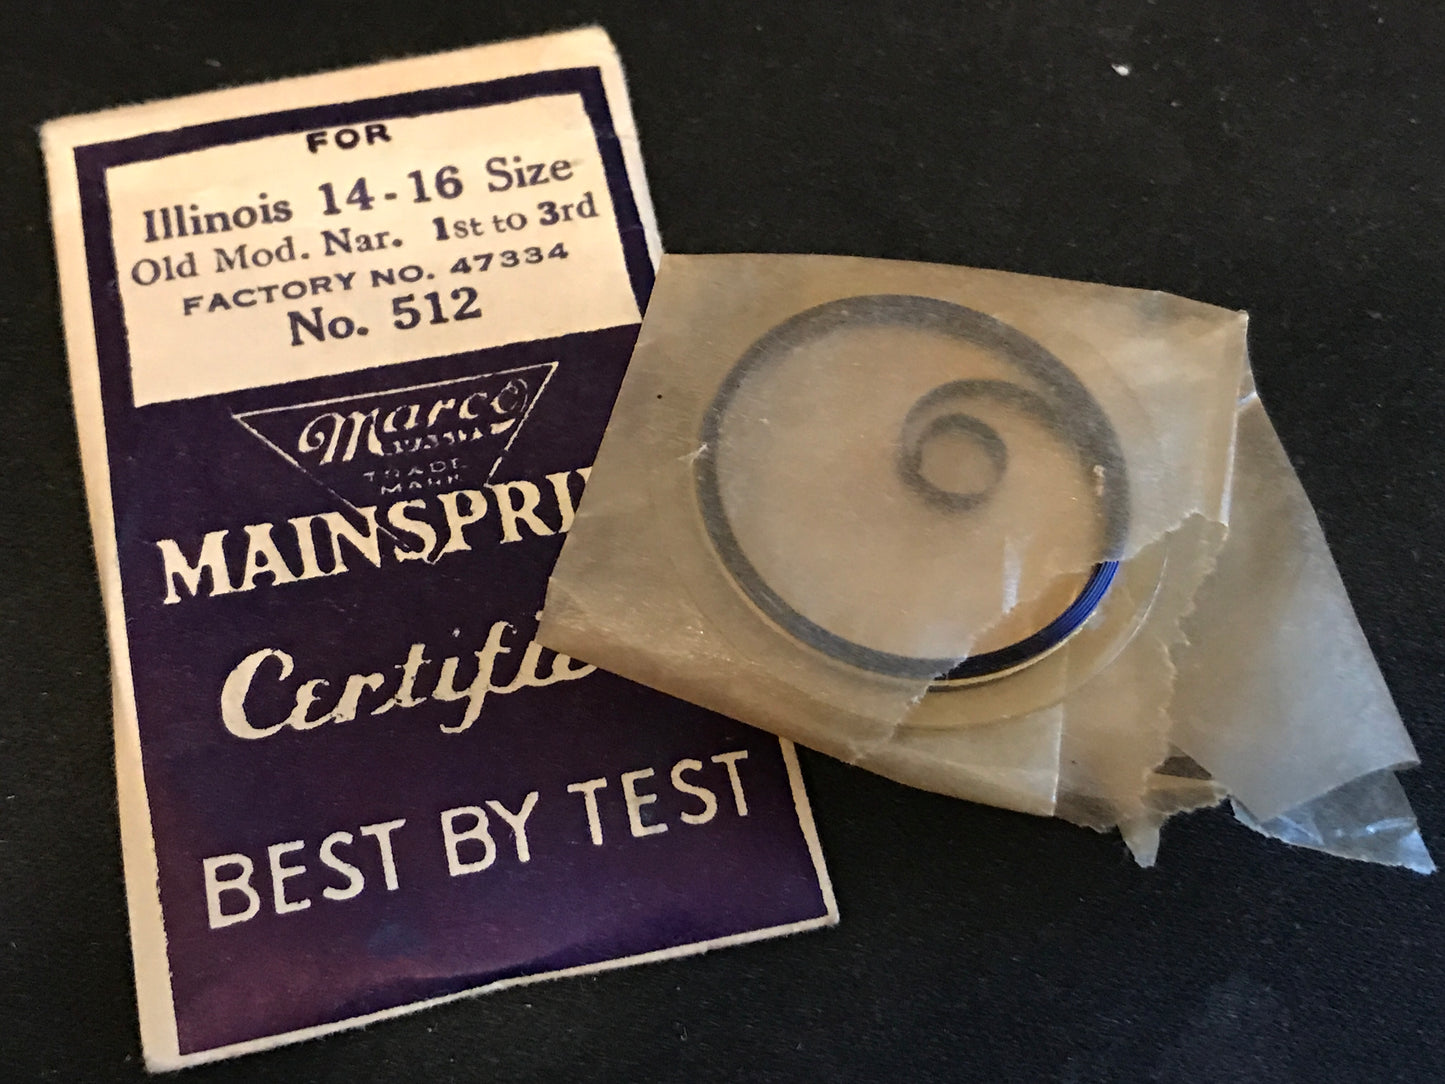 FOR
Illinois 14-16 Size
Old Mod. Nar. 1st to 3rd
FACTORY NO. 47334
No. 512
Marco
TRADE
MARK
MAINSPRI
Certifie
BEST BY TEST